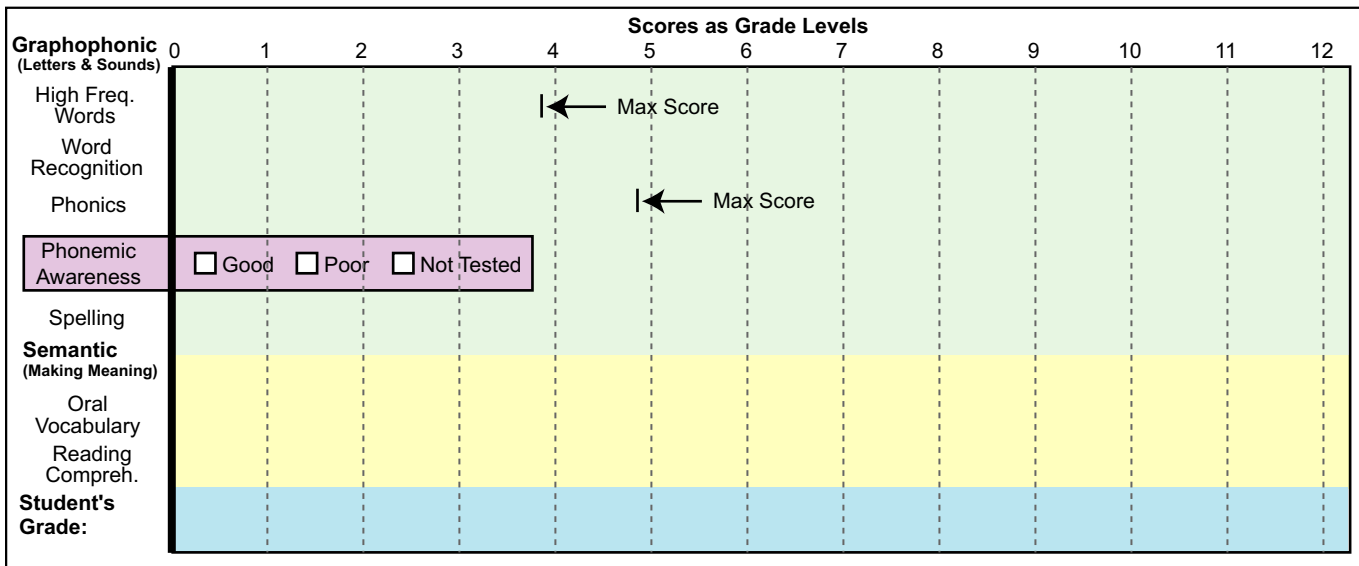 Scores as Grade Levels
Graphophonic
(Letters & Sounds)
0 1 2 3 4 5 6 7 8 9 10 11 12
High Freq.
Words
Max Score
Word
Recognition
Phonics
Max Score
Phonemic
Awareness
Good Poor Not Tested
Spelling
Semantic
(Making Meaning)
Oral
Vocabulary
Reading
Compreh.
Student's
Grade: